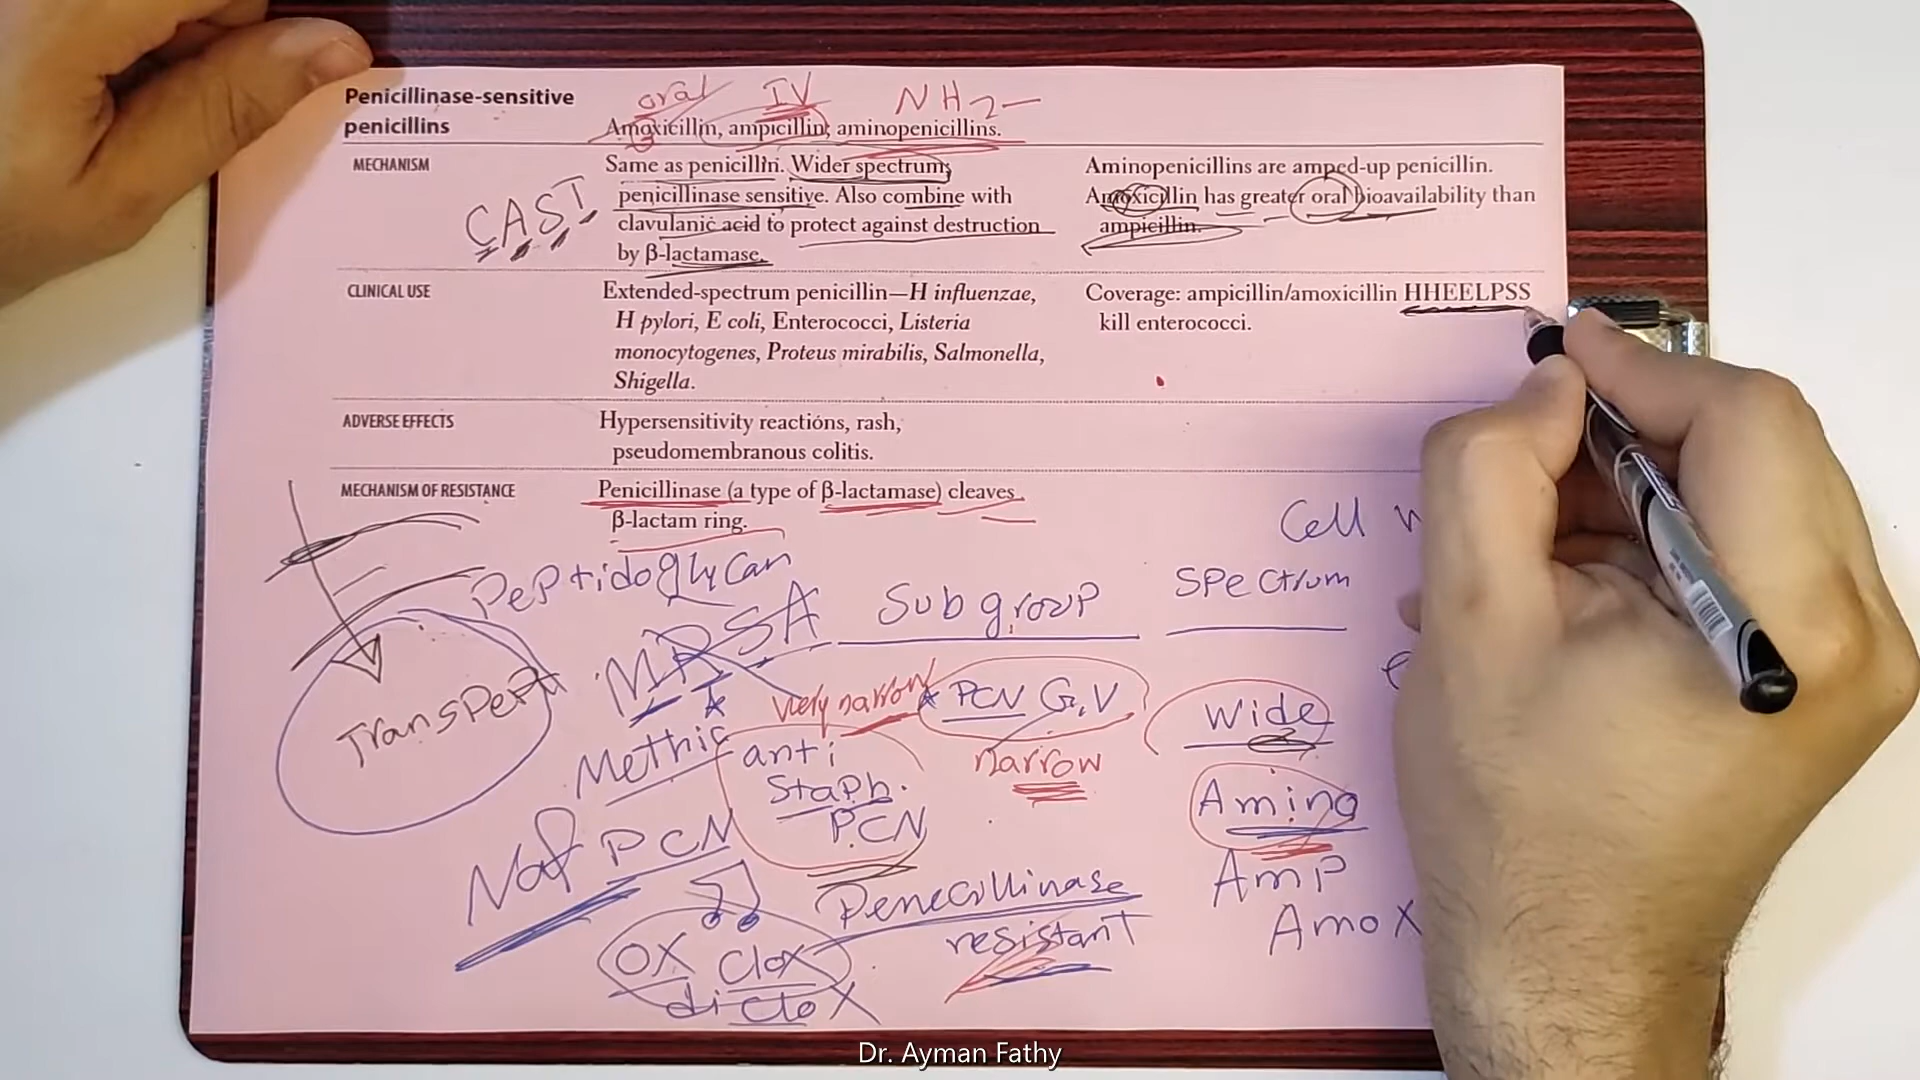 Penicillinase-sensitive
penicillins
oral IV NH2-
Amoxicillin, ampicillin; aminopenicillins.
MECHANISM
Same as penicillin. Wider spectrum;
penicillinase sensitive. Also combine with
clavulanic acid to protect against destruction
by β-lactamase.
CAST
Aminopenicillins are amped-up penicillin.
Amoxicillin has greater oral bioavailability than
ampicillin.
CLINICAL USE
Extended-spectrum penicillin—H influenzae,
H pylori, E coli, Enterococci, Listeria
monocytogenes, Proteus mirabilis, Salmonella,
Shigella.
Coverage: ampicillin/amoxicillin HHEELPSS
kill enterococci.
ADVERSE EFFECTS
Hypersensitivity reactions, rash,
pseudomembranous colitis.
MECHANISM OF RESISTANCE
Penicillinase (a type of β-lactamase) cleaves
β-lactam ring.
Cell
Peptidoglycan
Subgroup
Spectrum
MRSA
Very narrow
PCN G,V
Wide
Methic
anti
Staph.
PCN
narrow
Amino
Naf PCN
Penecillinase
resistant
Amp
Amox
OX Clox
diclox
Dr. Ayman Fathy